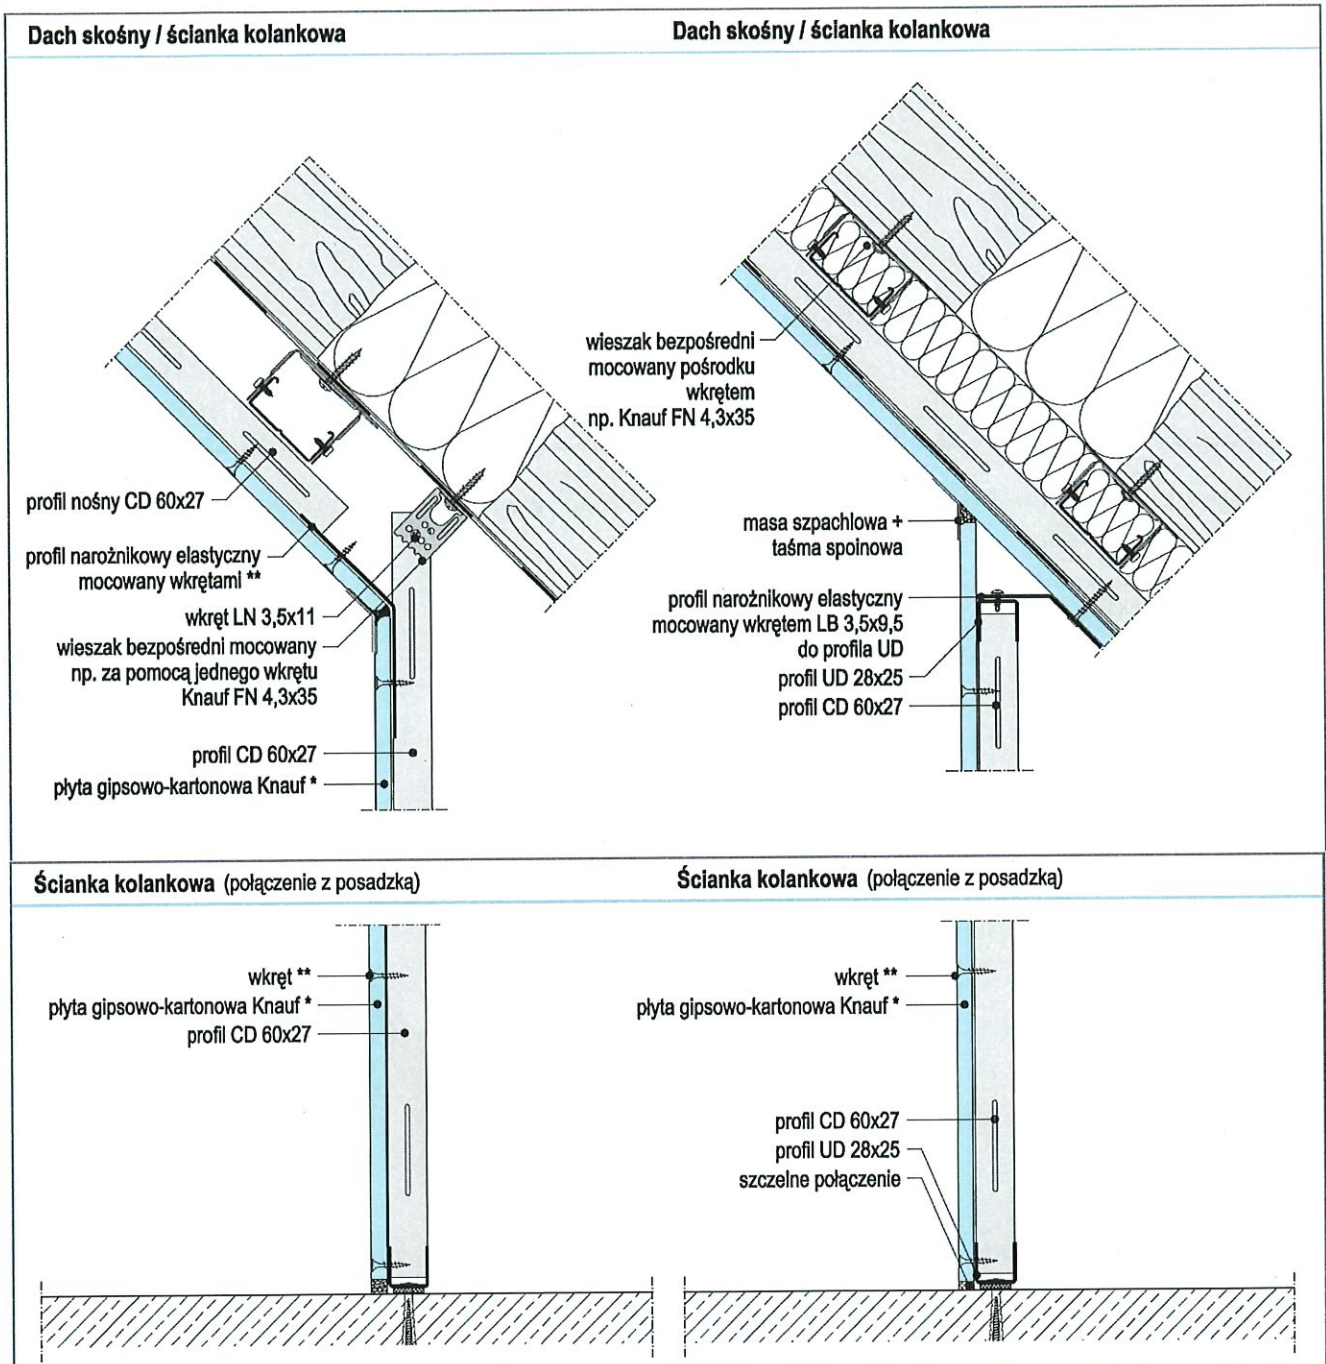 Dach skośny / ścianka kolankowa
Dach skośny / ścianka kolankowa
profil nośny CD 60x27
profil narożnikowy elastyczny
mocowany wkrętami **
wkręt LN 3,5x11
wieszak bezpośredni mocowany
np. za pomocą jednego wkrętu
Knauf FN 4,3x35
profil CD 60x27
płyta gipsowo-kartonowa Knauf *
wieszak bezpośredni
mocowany pośrodku
wkrętem
np. Knauf FN 4,3x35
masa szpachlowa +
taśma spoinowa
profil narożnikowy elastyczny
mocowany wkrętem LB 3,5x9,5
do profila UD
profil UD 28x25
profil CD 60x27
Ścianka kolankowa (połączenie z posadzką)
Ścianka kolankowa (połączenie z posadzką)
wkręt **
płyta gipsowo-kartonowa Knauf *
profil CD 60x27
wkręt **
płyta gipsowo-kartonowa Knauf *
profil CD 60x27
profil UD 28x25
szczelne połączenie